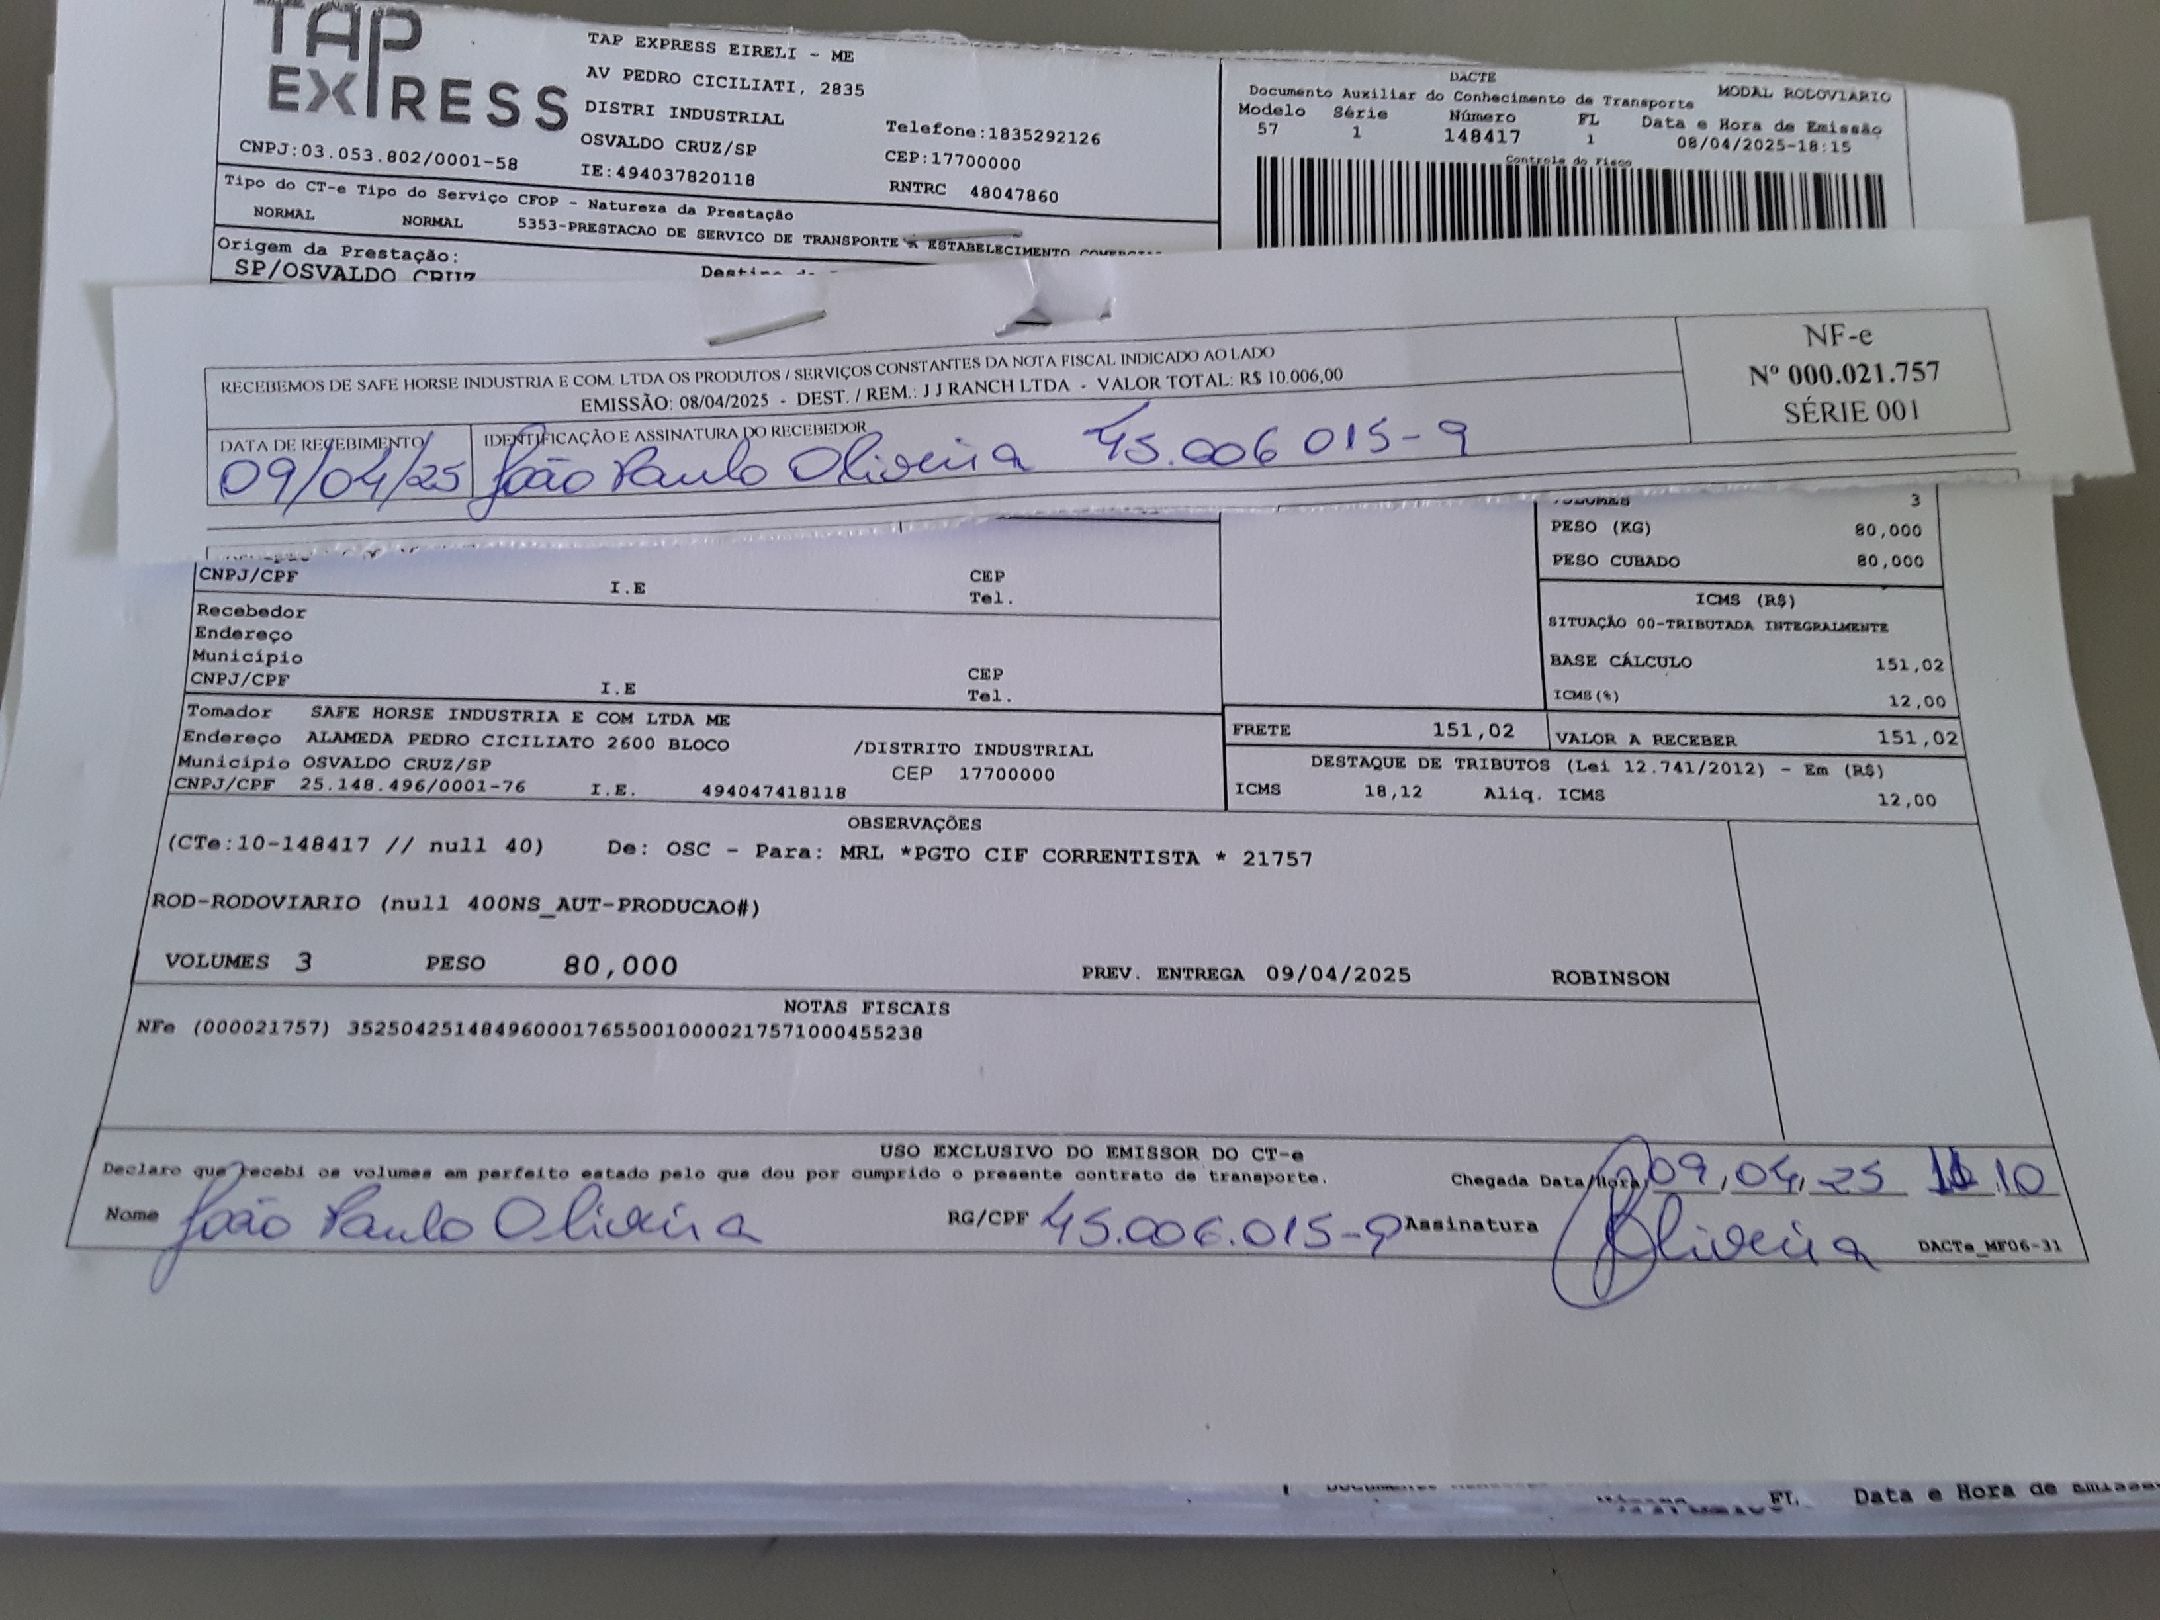 TAP EXPRESS
TAP EXPRESS EIRELI - ME
AV PEDRO CICILIATI, 2835
DISTRI INDUSTRIAL
OSVALDO CRUZ/SP
Telefone:1835292126
CEP:17700000
CNPJ:03.053.802/0001-58
IE:494037820118
RNTRC 48047860
DACTE
Documento Auxiliar do Conhecimento de Transporte
MODAL RODOVIARIO
Modelo Série Número FL Data e Hora de Emissão
57 1 148417 1 08/04/2025-18:15
Controle do Fisco
Tipo do CT-e Tipo do Serviço CFOP - Natureza da Prestação
NORMAL NORMAL 5353-PRESTACAO DE SERVICO DE TRANSPORTE A ESTABELECIMENTO COMERCIAL
Origem da Prestação:
SP/OSVALDO CRUZ
RECEBEMOS DE SAFE HORSE INDUSTRIA E COM. LTDA OS PRODUTOS / SERVIÇOS CONSTANTES DA NOTA FISCAL INDICADO AO LADO
EMISSÃO: 08/04/2025 - DEST. / REM.: J J RANCH LTDA - VALOR TOTAL: R$ 10.006,00
NF-e
Nº 000.021.757
SÉRIE 001
DATA DE RECEBIMENTO
IDENTIFICAÇÃO E ASSINATURA DO RECEBEDOR
09/04/25 João Paulo Oliveira 45.006.015-9
VOLUMES 3
PESO (KG) 80,000
PESO CUBADO 80,000
CNPJ/CPF I.E CEP
Tel.
Recebedor
Endereço
Município
CNPJ/CPF I.E CEP
Tel.
ICMS (R$)
SITUAÇÃO 00-TRIBUTADA INTEGRALMENTE
BASE CÁLCULO 151,02
ICMS(%) 12,00
Tomador SAFE HORSE INDUSTRIA E COM LTDA ME
Endereço ALAMEDA PEDRO CICILIATO 2600 BLOCO /DISTRITO INDUSTRIAL
Município OSVALDO CRUZ/SP CEP 17700000
CNPJ/CPF 25.148.496/0001-76 I.E. 494047418118
FRETE 151,02 VALOR A RECEBER 151,02
DESTAQUE DE TRIBUTOS (Lei 12.741/2012) - Em (R$)
ICMS 18,12 Aliq. ICMS 12,00
OBSERVAÇÕES
(CTe:10-148417 // null 40) De: OSC - Para: MRL *PGTO CIF CORRENTISTA * 21757
ROD-RODOVIARIO (null 400NS_AUT-PRODUCAO#)
VOLUMES 3 PESO 80,000 PREV. ENTREGA 09/04/2025 ROBINSON
NOTAS FISCAIS
NFe (000021757) 35250425148496000176550010000217571000455238
USO EXCLUSIVO DO EMISSOR DO CT-e
Declaro que recebi os volumes em perfeito estado pelo que dou por cumprido o presente contrato de transporte.
Chegada Data/Hora 09,04,25 11 10
Nome João Paulo Oliveira RG/CPF 45.006.015-9 Assinatura Oliveira
DACTe_MF06-31
FL Data e Hora de